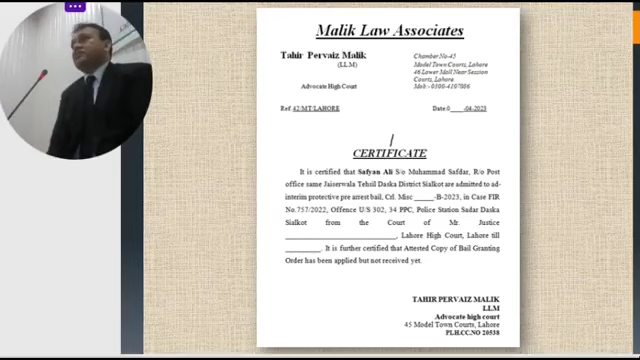 Malik Law Associates
Tahir Pervaiz Malik
(LLM)
Advocate High Court
Chamber No-45
Model Town Courts, Lahore
46 Lower Mall Near Session
Courts, Lahore
Mob:- 0300-4107806
Ref. 42/MT/LAHORE
Date:0____-04-2023
CERTIFICATE
It is certified that Safyan Ali S/o Muhammad Safdar, R/o Post
office same Jaiserwala Tehsil Daska District Sialkot are admitted to ad-
interim protective pre arrest bail, Crl. Misc _____-B-2023, in Case FIR
No.757/2022, Offence U/S 302, 34 PPC, Police Station Sadar Daska
Sialkot from the Court of Mr. Justice
_______________________, Lahore High Court, Lahore till
_________. It is further certified that Attested Copy of Bail Granting
Order has been applied but not received yet.
TAHIR PERVAIZ MALIK
LLM
Advocate high court
45 Model Town Courts, Lahore
PLH.CC.NO 20538